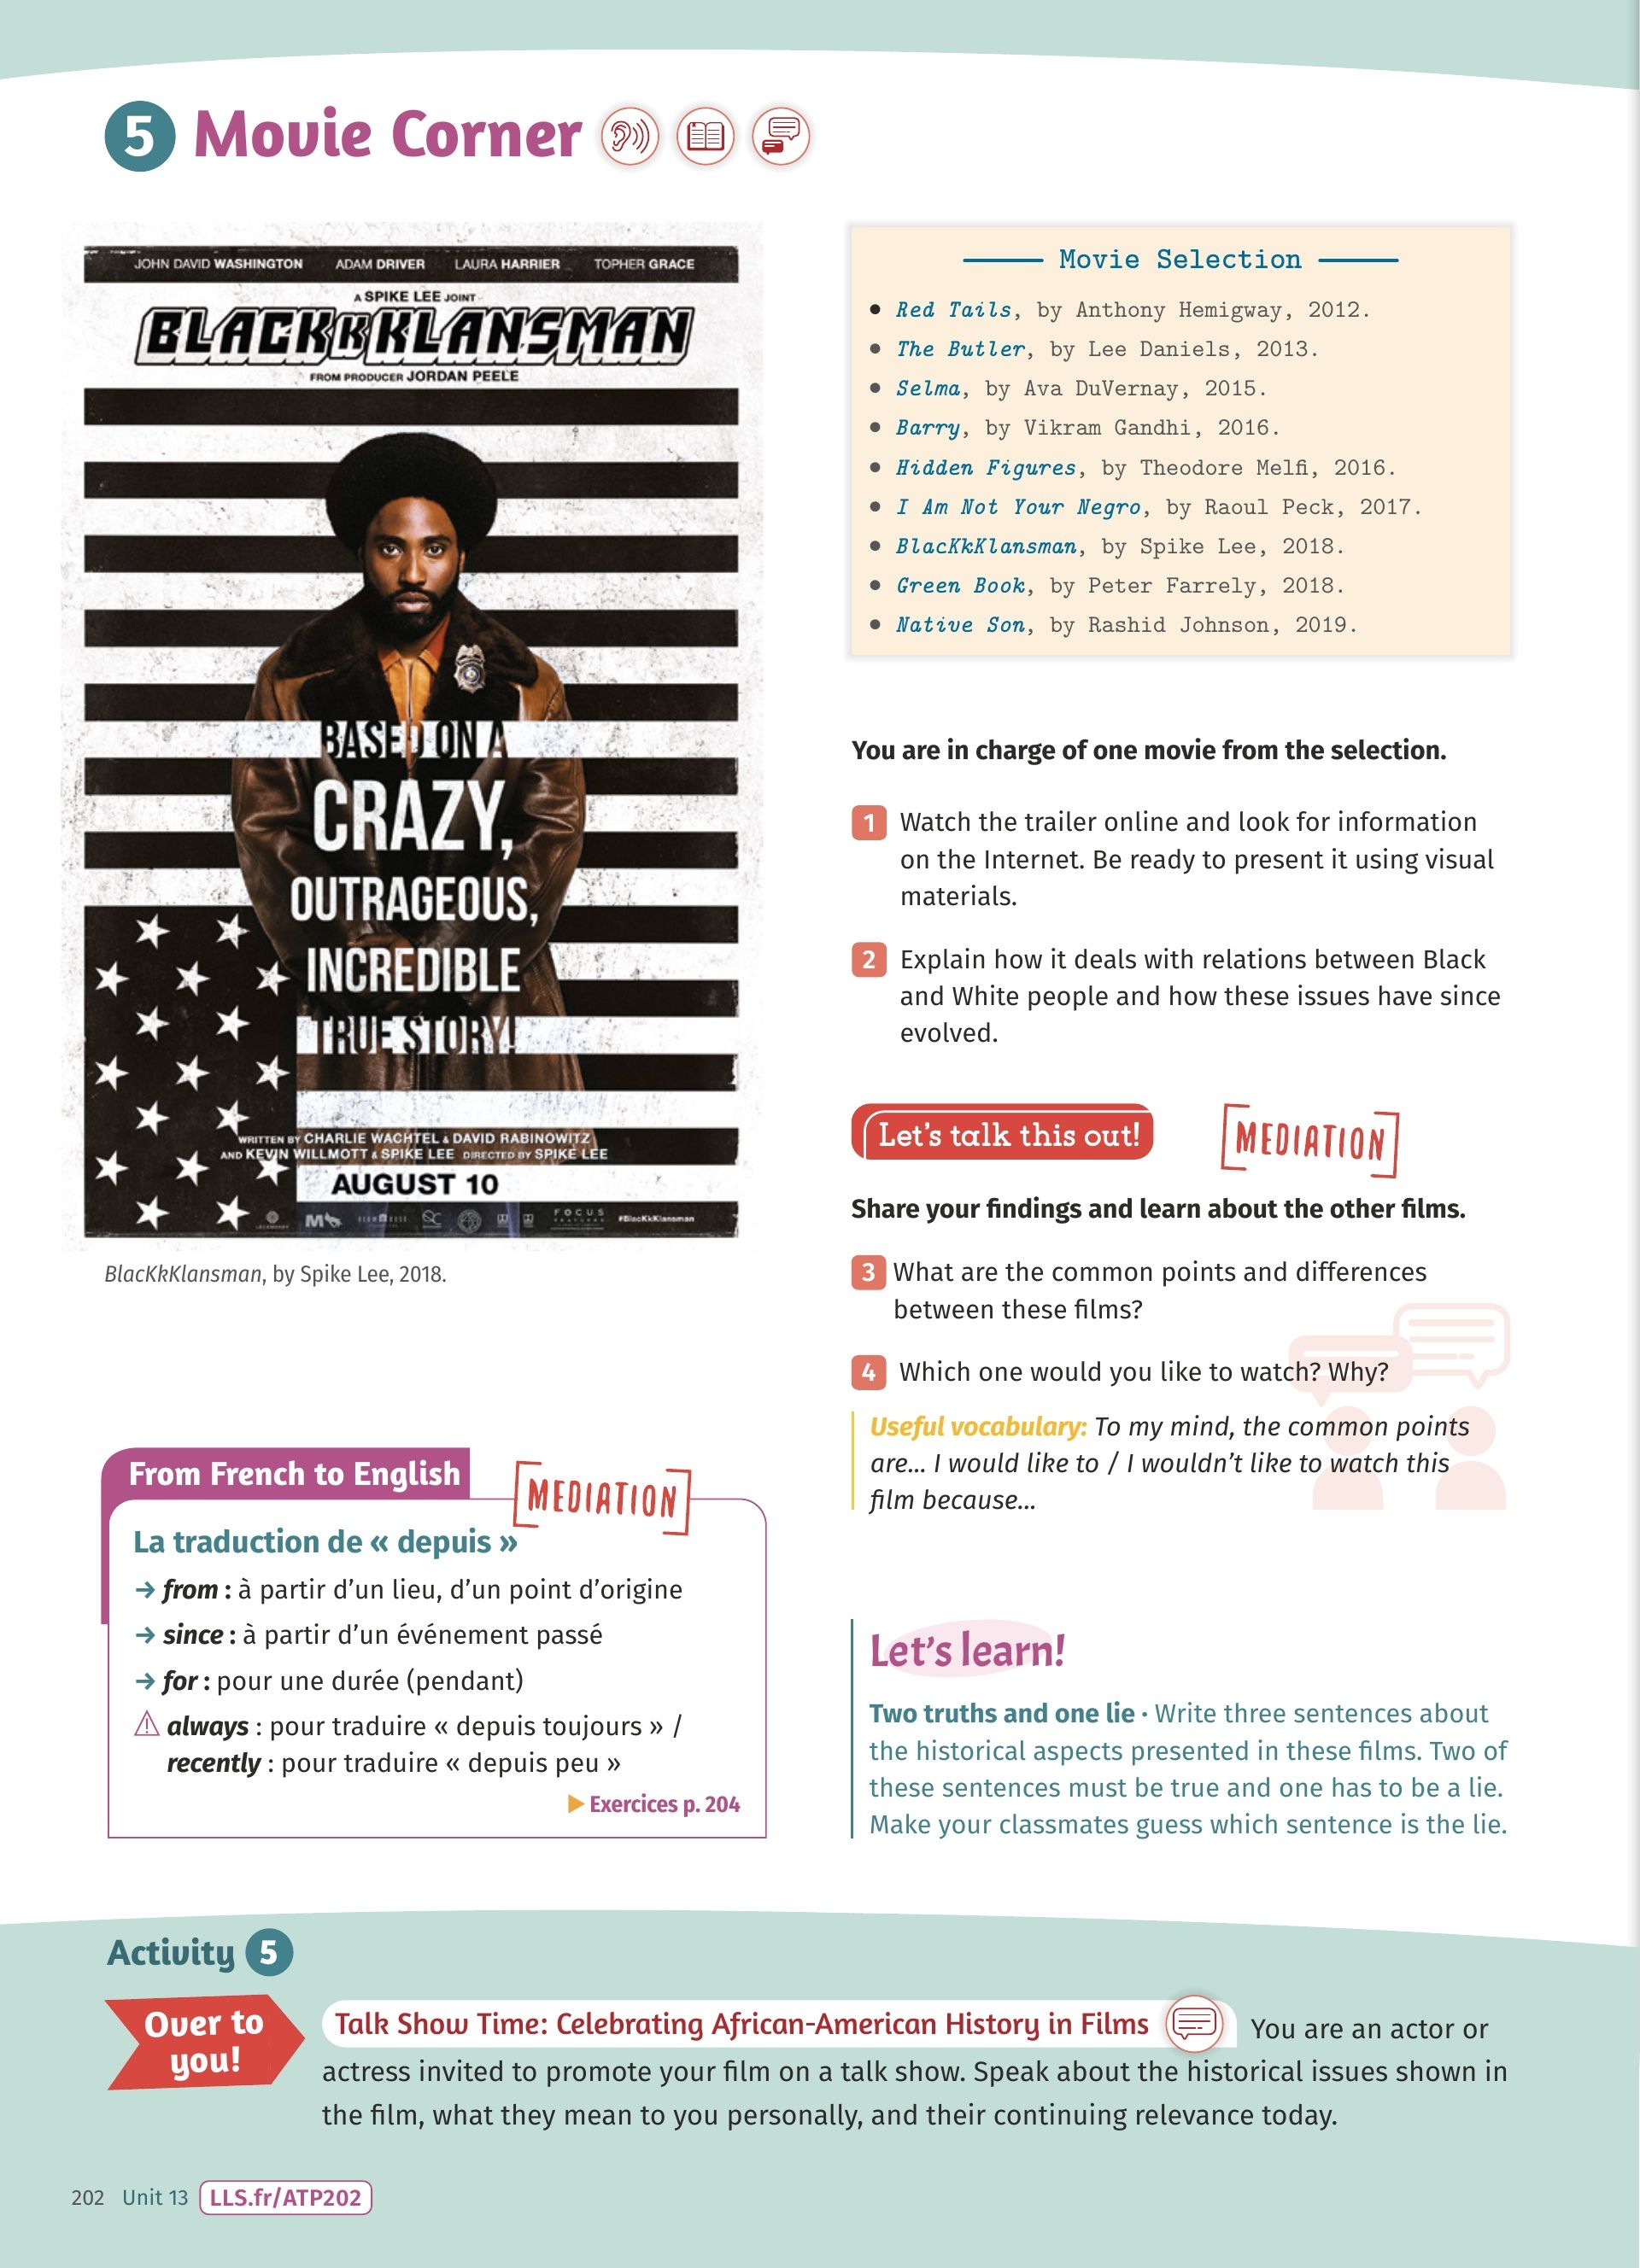 5 Movie Corner
JOHN DAVID WASHINGTON ADAM DRIVER LAURA HARRIER TOPHER GRACE
A SPIKE LEE JOINT
BLACKkKLANSMAN
FROM PRODUCER JORDAN PEELE
BASED ON A
CRAZY,
OUTRAGEOUS,
INCREDIBLE
TRUE STORY!
WRITTEN BY CHARLIE WACHTEL & DAVID RABINOWITZ
AND KEVIN WILLMOTT & SPIKE LEE DIRECTED BY SPIKE LEE
AUGUST 10
FOCUS
FEATURES
#BlacKkKlansman
BlacKkKlansman, by Spike Lee, 2018.
From French to English
MEDIATION
La traduction de « depuis »
→ from : à partir d'un lieu, d'un point d'origine
→ since : à partir d'un événement passé
→ for : pour une durée (pendant)
⚠ always : pour traduire « depuis toujours » /
recently : pour traduire « depuis peu »
▶ Exercices p. 204
Movie Selection
• Red Tails, by Anthony Hemigway, 2012.
• The Butler, by Lee Daniels, 2013.
• Selma, by Ava DuVernay, 2015.
• Barry, by Vikram Gandhi, 2016.
• Hidden Figures, by Theodore Melfi, 2016.
• I Am Not Your Negro, by Raoul Peck, 2017.
• BlacKkKlansman, by Spike Lee, 2018.
• Green Book, by Peter Farrely, 2018.
• Native Son, by Rashid Johnson, 2019.
You are in charge of one movie from the selection.
1 Watch the trailer online and look for information
on the Internet. Be ready to present it using visual
materials.
2 Explain how it deals with relations between Black
and White people and how these issues have since
evolved.
Let's talk this out! MEDIATION
Share your findings and learn about the other films.
3 What are the common points and differences
between these films?
4 Which one would you like to watch? Why?
Useful vocabulary: To my mind, the common points
are... I would like to / I wouldn't like to watch this
film because...
Let's learn!
Two truths and one lie · Write three sentences about
the historical aspects presented in these films. Two of
these sentences must be true and one has to be a lie.
Make your classmates guess which sentence is the lie.
Activity 5
Over to
you!
Talk Show Time: Celebrating African-American History in Films You are an actor or
actress invited to promote your film on a talk show. Speak about the historical issues shown in
the film, what they mean to you personally, and their continuing relevance today.
202 Unit 13 LLS.fr/ATP202